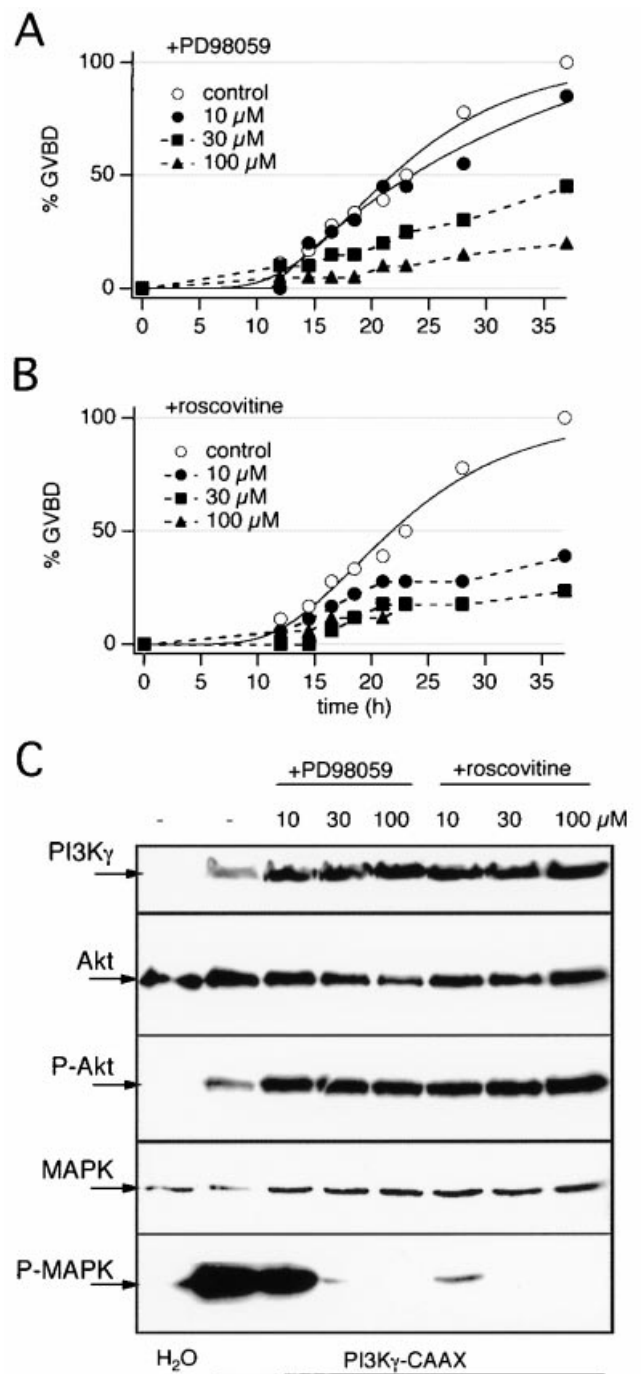 A
+PD98059
100
50
0
% GVBD
control
10 µM
30 µM
100 µM
0 5 10 15 20 25 30 35
B
+roscovitine
100
50
0
% GVBD
control
10 µM
30 µM
100 µM
0 5 10 15 20 25 30 35
time (h)
C
+PD98059 +roscovitine
- - 10 30 100 10 30 100 µM
PI3Kγ
Akt
P-Akt
MAPK
P-MAPK
H₂O PI3Kγ-CAAX